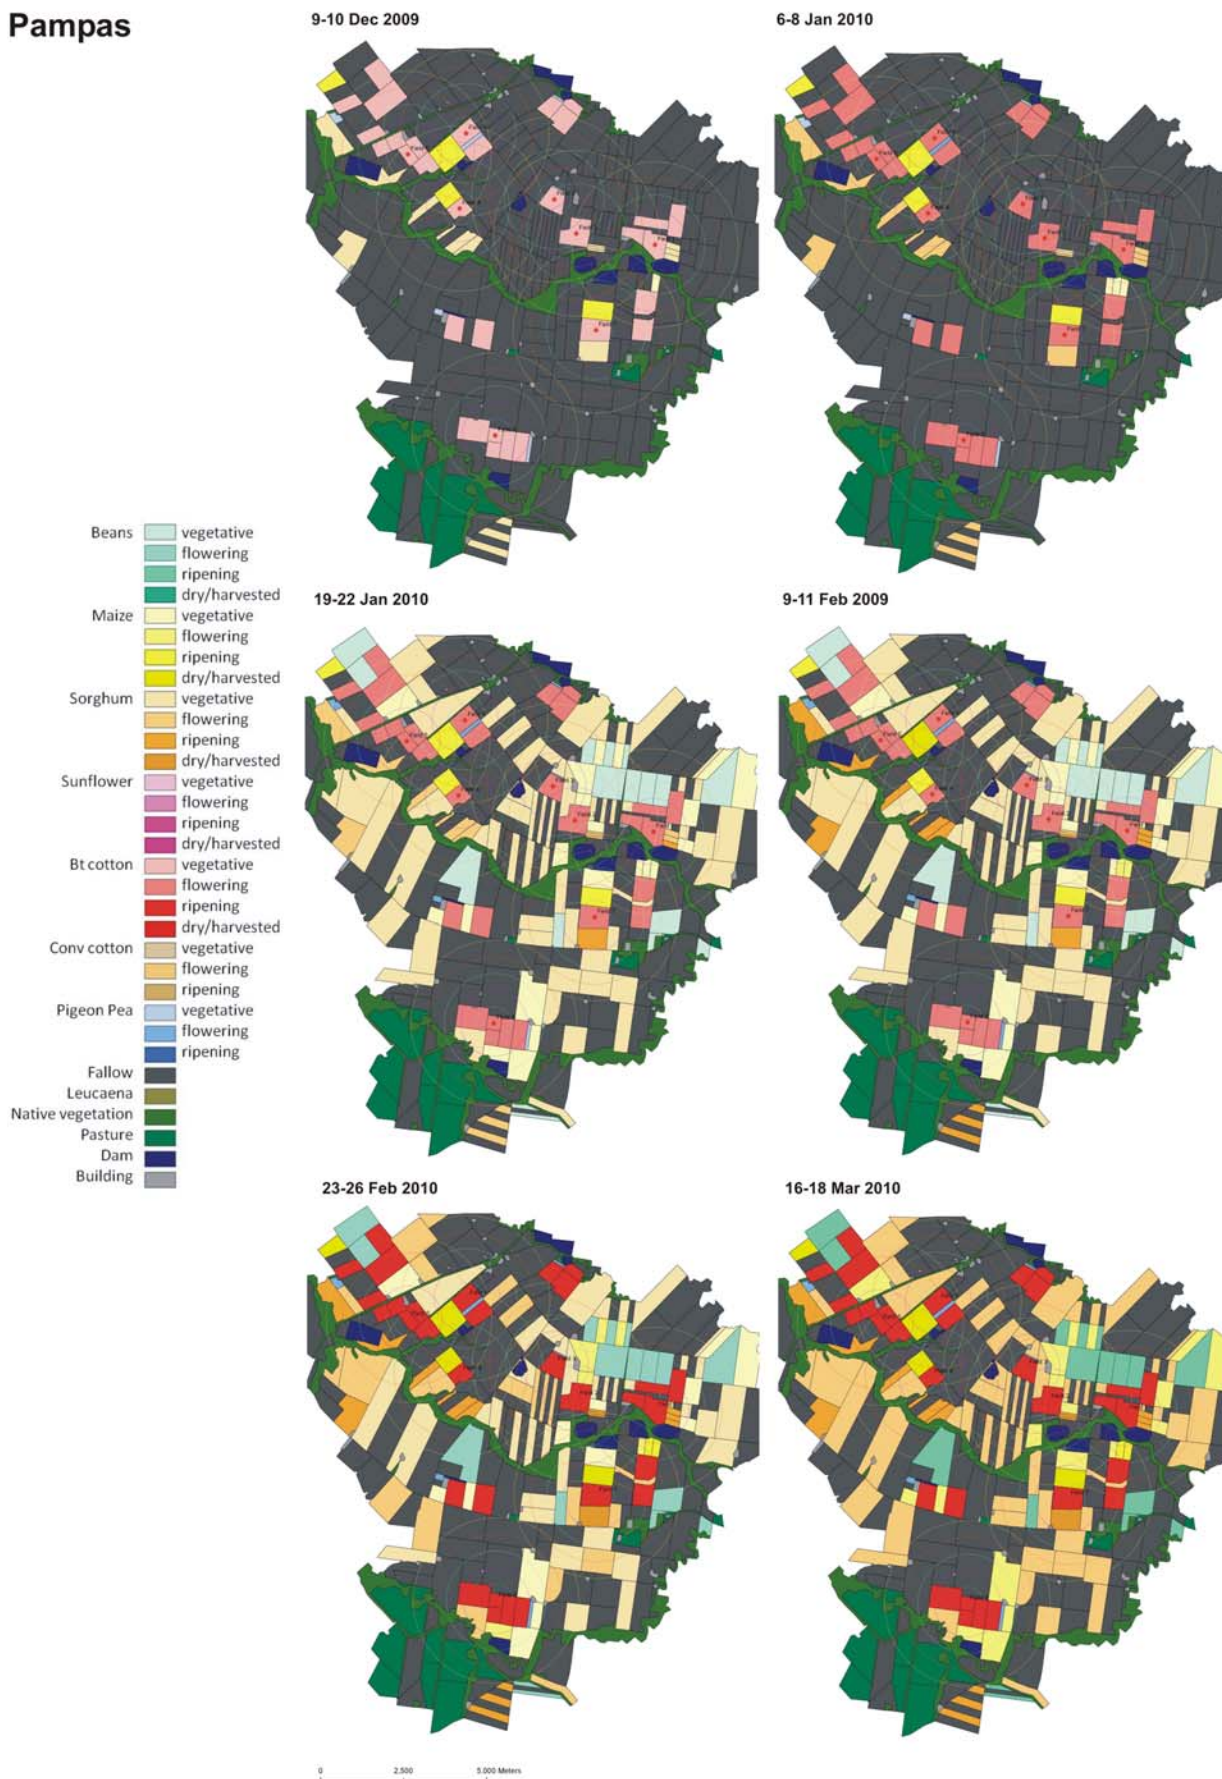 Pampas
9-10 Dec 2009
6-8 Jan 2010
19-22 Jan 2010
9-11 Feb 2009
Beans vegetative
flowering
ripening
dry/harvested
Maize vegetative
flowering
ripening
dry/harvested
Sorghum vegetative
flowering
ripening
dry/harvested
Sunflower vegetative
flowering
ripening
dry/harvested
Bt cotton vegetative
flowering
ripening
dry/harvested
Conv cotton vegetative
flowering
ripening
Pigeon Pea vegetative
flowering
ripening
Fallow
Leucaena
Native vegetation
Pasture
Dam
Building
23-26 Feb 2010
16-18 Mar 2010
0 2,500 5,000 Meters